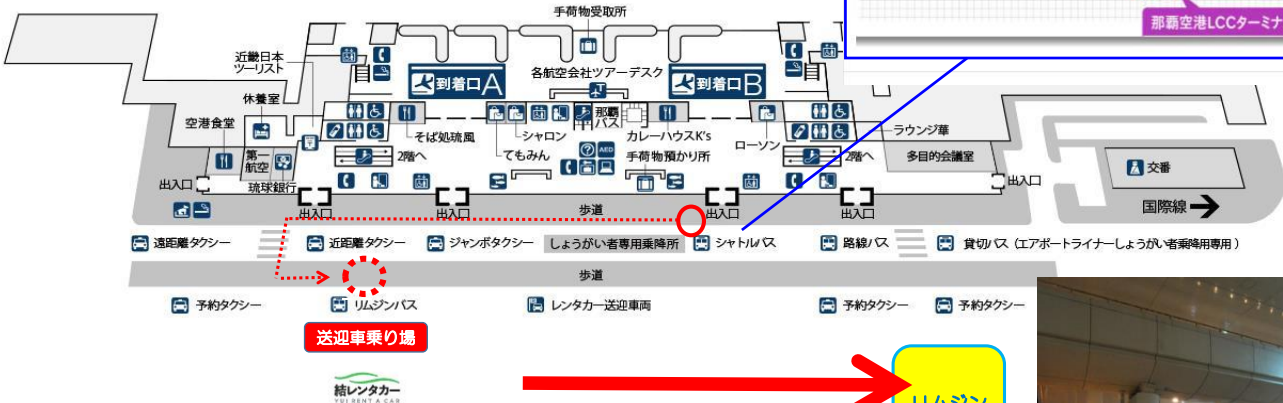 手荷物受取所
那覇空港LCCターミナ
近畿日本
ツーリスト
到着口A
各航空会社ツアーデスク
到着口B
休養室
空港食堂
そば処琉風
シャロン
那覇
バス
カレーハウスK's
ローソン
ラウンジ華
第一
航空
2階へ
てもみん
AED
手荷物預かり所
2階へ
多目的会議室
交番
出入口
琉球銀行
出入口
国際線
出入口
出入口
歩道
出入口
出入口
遠距離タクシー
近距離タクシー
ジャンボタクシー
しょうがい者専用乗降所
シャトルバス
路線バス
貸切バス（エアポートライナーしょうがい者乗降用専用）
歩道
予約タクシー
リムジンバス
レンタカー送迎車両
予約タクシー
予約タクシー
送迎車乗り場
結レンタカー
YUI RENT A CAR
リムジン